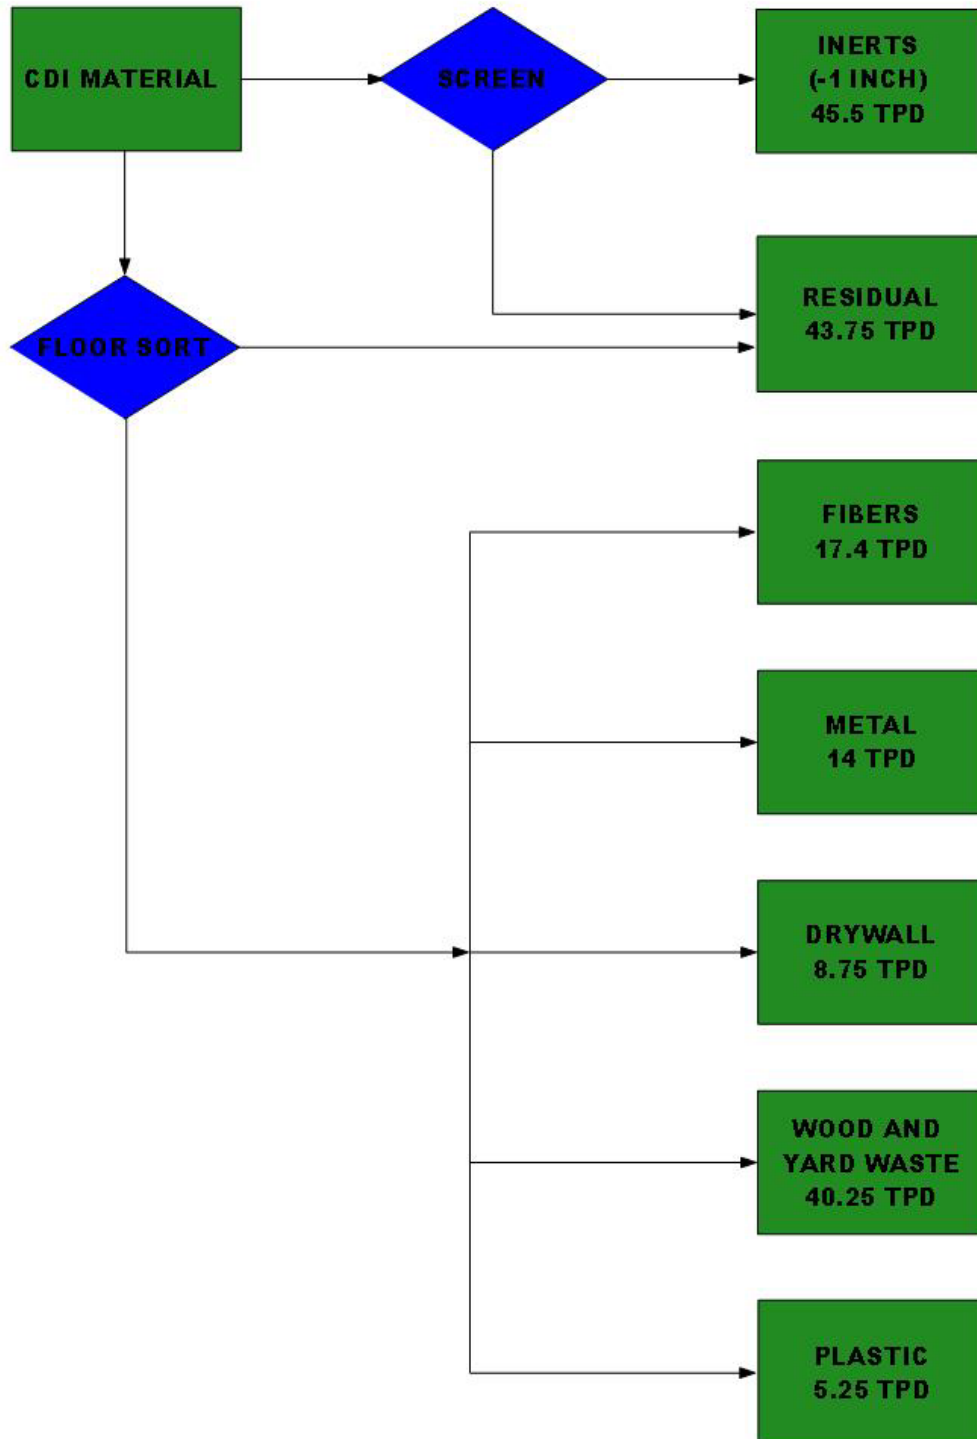 CDI MATERIAL
SCREEN
INERTS
(-1 INCH)
45.5 TPD
RESIDUAL
43.75 TPD
FLOOR SORT
FIBERS
17.4 TPD
METAL
14 TPD
DRYWALL
8.75 TPD
WOOD AND
YARD WASTE
40.25 TPD
PLASTIC
5.25 TPD